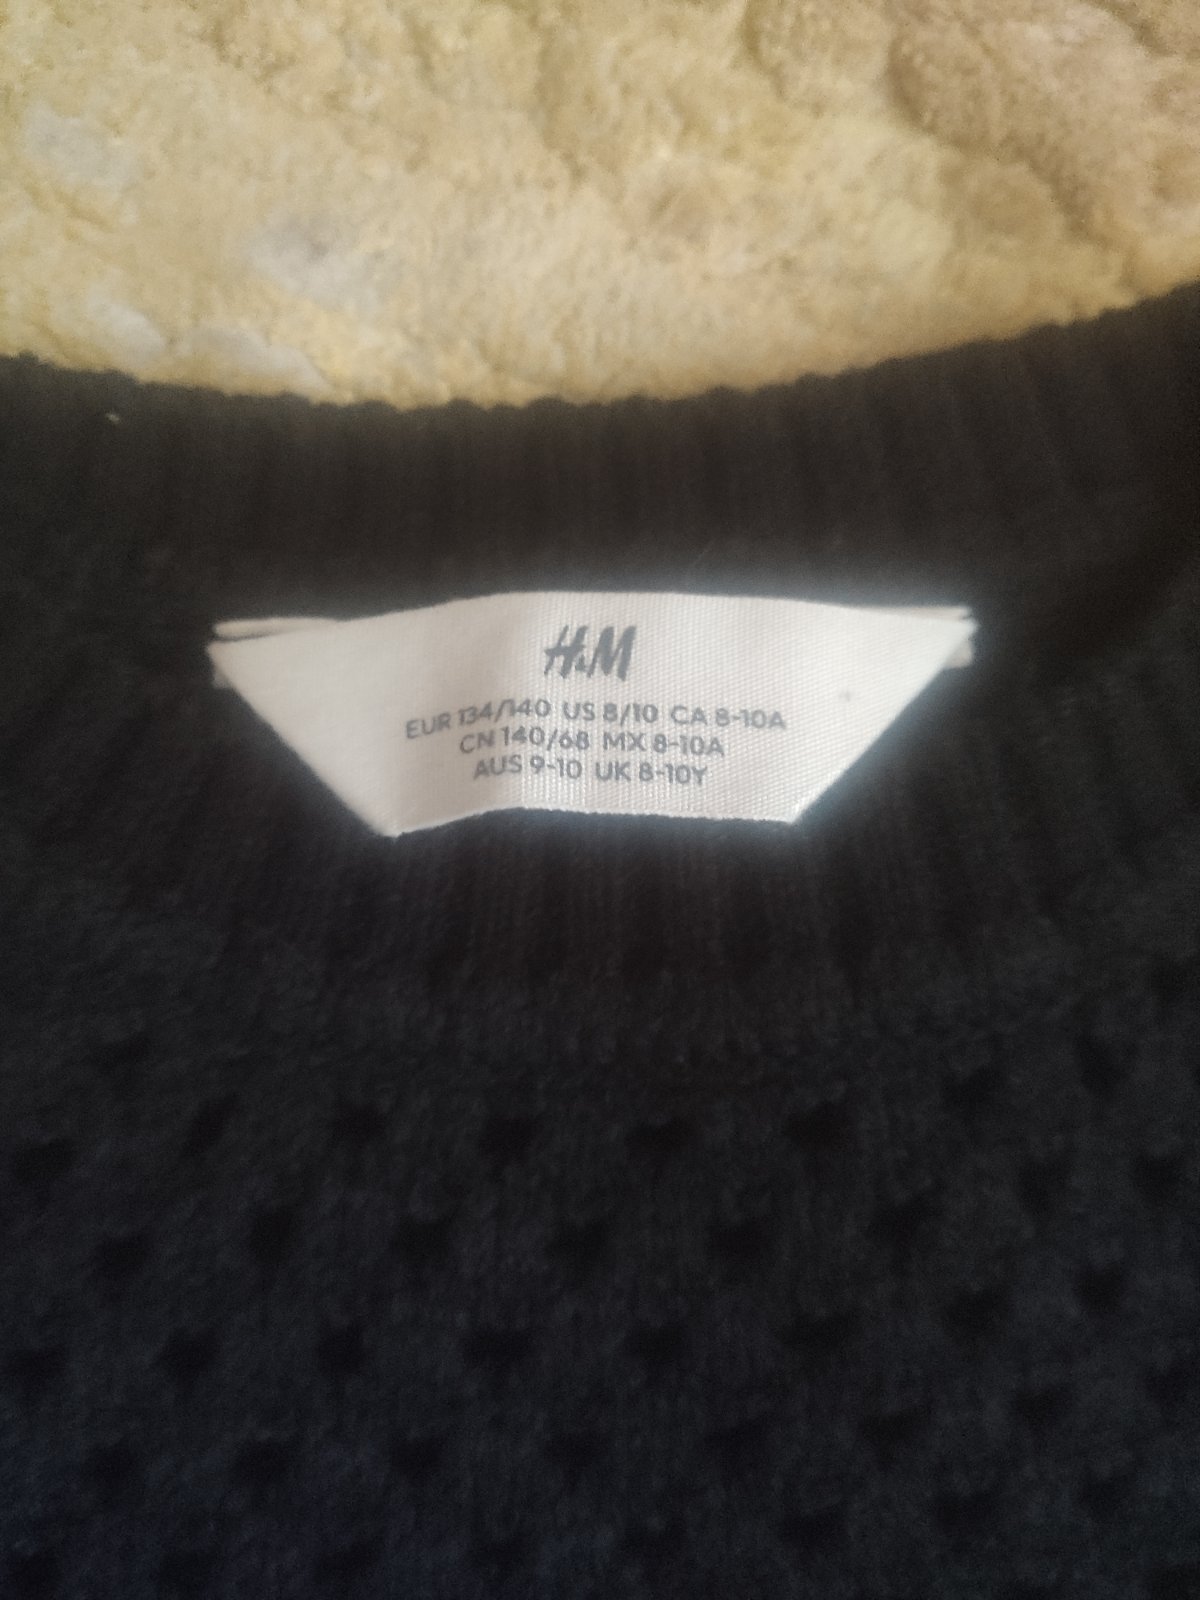 H&M
EUR 134/140 US 8/10 CA 8-10A
CN 140/68 MX 8-10A
AUS 9-10 UK 8-10Y